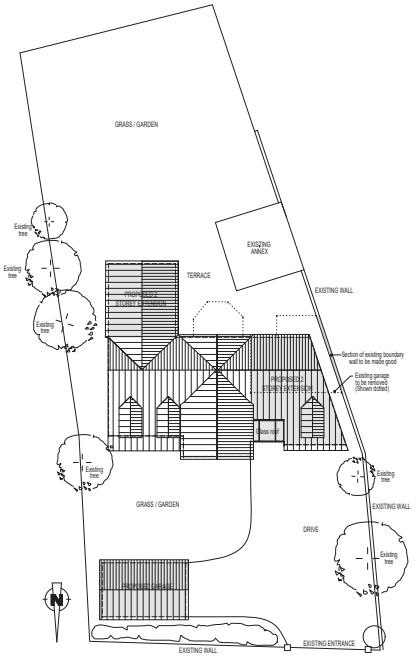 GRASS / GARDEN
Existing
tree
EXISTING
ANNEX
TERRACE
Existing
tree
EXISTING WALL
PROPOSED 2
STOREY EXTENSION
Existing
tree
Section of existing boundary
wall to be made good
PROPOSED 2
STOREY EXTENSION
Existing garage
to be removed
(Shown dotted)
Glass roof
Existing
tree
Existing
tree
GRASS / GARDEN
EXISTING WALL
DRIVE
Existing
tree
PROPOSED GARAGE
N
EXISTING ENTRANCE
EXISTING WALL